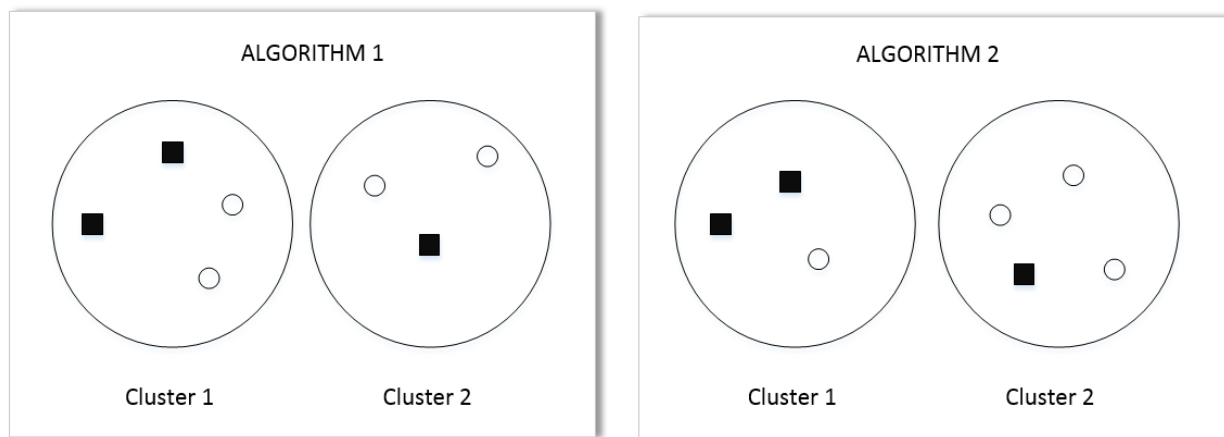 ALGORITHM 1
Cluster 1
Cluster 2
ALGORITHM 2
Cluster 1
Cluster 2